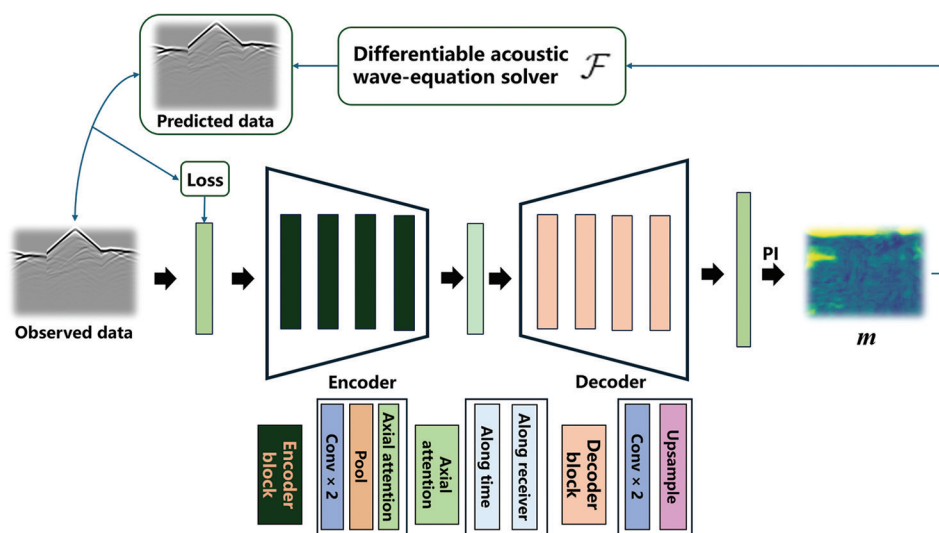 Differentiable acoustic
wave-equation solver
ℱ
Predicted data
Loss
Observed data
PI
m
Encoder
Decoder
Encoder
block
Conv × 2
Pool
Axial attention
Axial
attention
Along time
Along receiver
Decoder
block
Conv × 2
Upsample